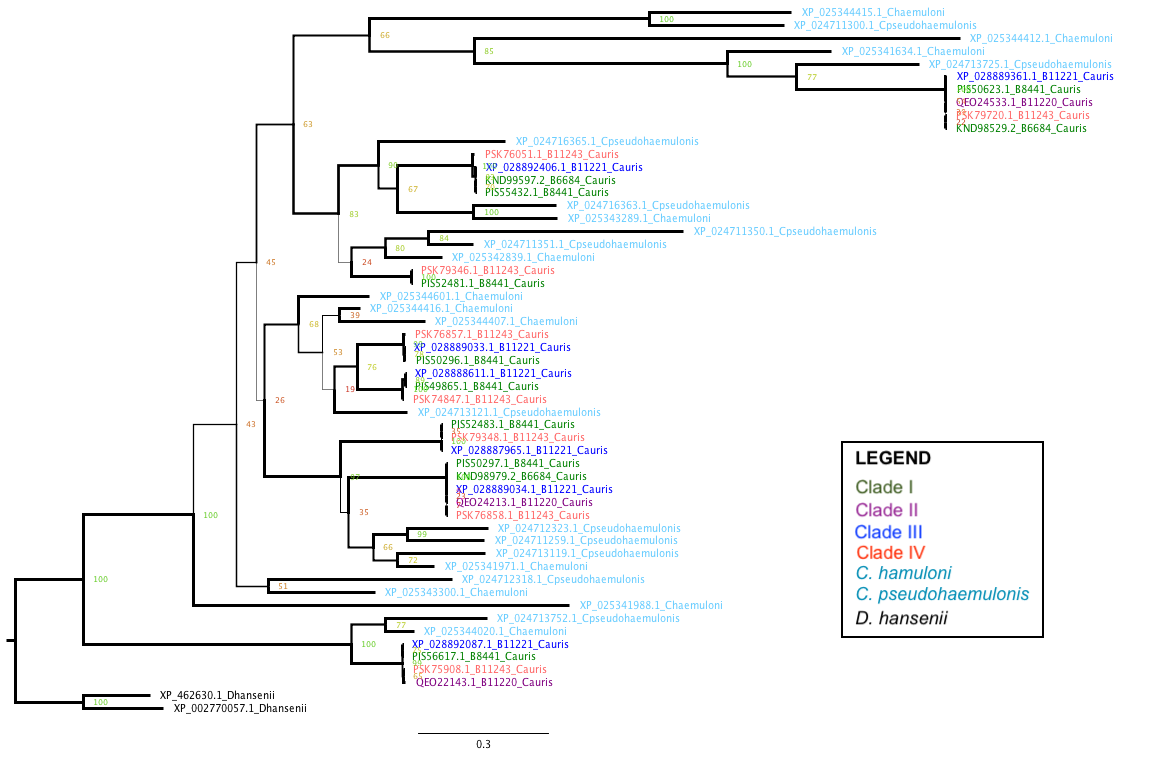 XP_025344415.1_Chaemuloni
100
XP_024711300.1_Cpseudohaemulonis
66
XP_025344412.1_Chaemuloni
85
XP_025341634.1_Chaemuloni
100
XP_024713725.1_Cpseudohaemulonis
77
XP_028889361.1_B11221_Cauris
PIS50623.1_B8441_Cauris
QEO24533.1_B11220_Cauris
PSK79720.1_B11243_Cauris
KND98529.2_B6684_Cauris
63
XP_024716365.1_Cpseudohaemulonis
PSK76051.1_B11243_Cauris
XP_028892406.1_B11221_Cauris
KND99597.2_B6684_Cauris
67
PIS55432.1_B8441_Cauris
XP_024716363.1_Cpseudohaemulonis
100
XP_025343289.1_Chaemuloni
83
XP_024711350.1_Cpseudohaemulonis
84
XP_024711351.1_Cpseudohaemulonis
80
XP_025342839.1_Chaemuloni
45
24
PSK79346.1_B11243_Cauris
PIS52481.1_B8441_Cauris
XP_025344601.1_Chaemuloni
XP_025344416.1_Chaemuloni
39
XP_025344407.1_Chaemuloni
68
PSK76857.1_B11243_Cauris
XP_028889033.1_B11221_Cauris
53
PIS50296.1_B8441_Cauris
76
XP_028888611.1_B11221_Cauris
PIS49865.1_B8441_Cauris
19
PSK74847.1_B11243_Cauris
26
XP_024713121.1_Cpseudohaemulonis
43
PIS52483.1_B8441_Cauris
PSK79348.1_B11243_Cauris
XP_028887965.1_B11221_Cauris
PIS50297.1_B8441_Cauris
KND98979.2_B6684_Cauris
XP_028889034.1_B11221_Cauris
QEO24213.1_B11220_Cauris
35
PSK76858.1_B11243_Cauris
100
XP_024712323.1_Cpseudohaemulonis
99
XP_024711259.1_Cpseudohaemulonis
66
XP_024713119.1_Cpseudohaemulonis
72
XP_025341971.1_Chaemuloni
100
XP_024712318.1_Cpseudohaemulonis
51
XP_025343300.1_Chaemuloni
XP_025341988.1_Chaemuloni
XP_024713752.1_Cpseudohaemulonis
77
XP_025344020.1_Chaemuloni
100
XP_028892087.1_B11221_Cauris
PIS56617.1_B8441_Cauris
PSK75908.1_B11243_Cauris
QEO22143.1_B11220_Cauris
XP_462630.1_Dhansenii
100
XP_002770057.1_Dhansenii
0.3
LEGEND
Clade I
Clade II
Clade III
Clade IV
C. hamuloni
C. pseudohaemulonis
D. hansenii